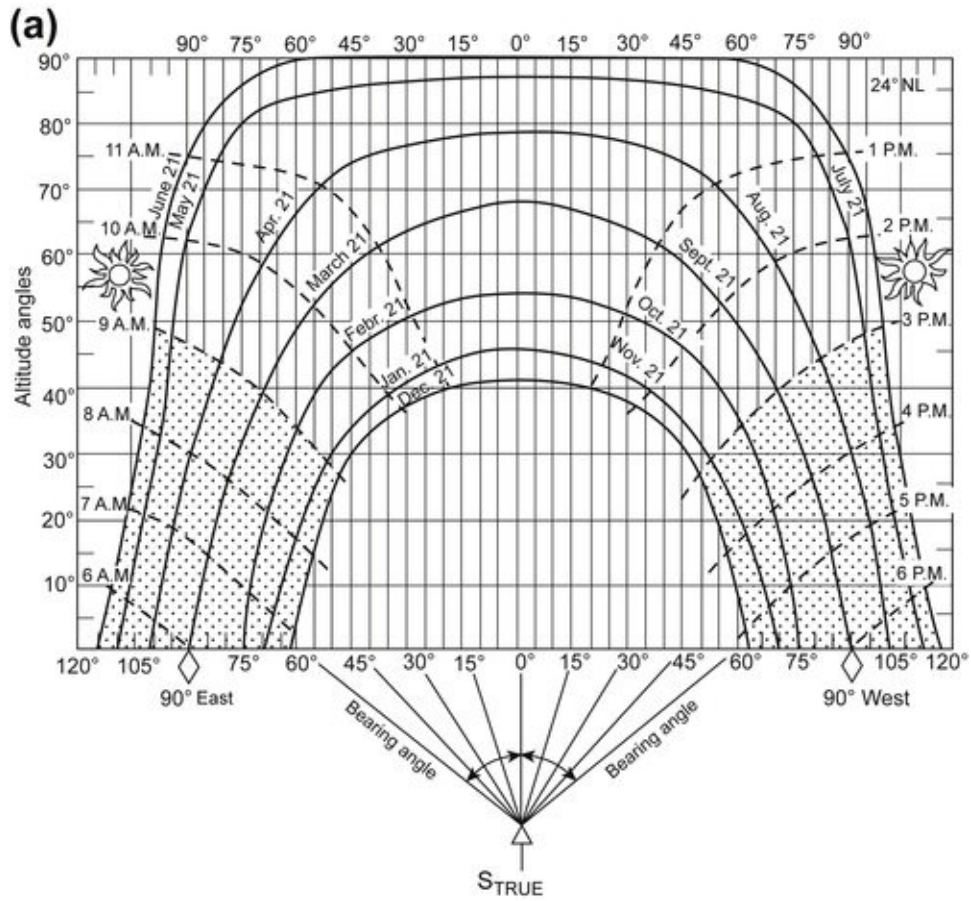 (a)
90° 75° 60° 45° 30° 15° 0° 15° 30° 45° 60° 75° 90°
90°
24° NL
80°
11 A.M.
1 P.M.
70°
June 21
May 21
Apr. 21
March 21
Febr. 21
Jan. 21
Dec. 21
July 21
Aug. 21
Sept. 21
Oct. 21
Nov. 21
10 A.M.
2 P.M.
60°
Altitude angles
50°
9 A.M.
3 P.M.
40°
8 A.M.
4 P.M.
30°
7 A.M.
5 P.M.
20°
6 A.M
6 P.M.
10°
120° 105° 75° 60° 45° 30° 15° 0° 15° 30° 45° 60° 75° 105° 120°
90° East
90° West
Bearing angle
Bearing angle
STRUE